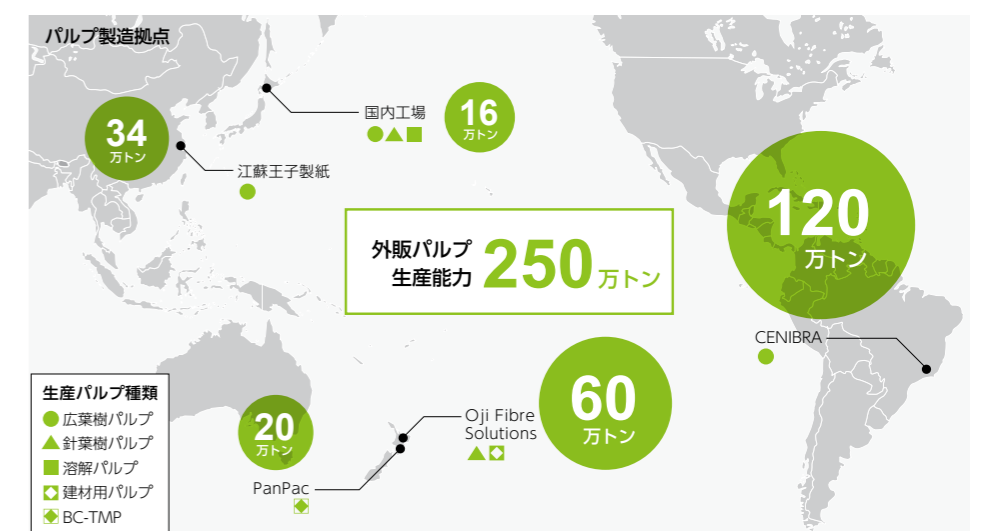 パルプ製造拠点
34
万トン
国内工場
16
万トン
江蘇王子製紙
120
万トン
外販パルプ
生産能力
250万トン
CENIBRA
60
万トン
Oji Fibre
Solutions
20
万トン
PanPac
生産パルプ種類
広葉樹パルプ
針葉樹パルプ
溶解パルプ
建材用パルプ
BC-TMP